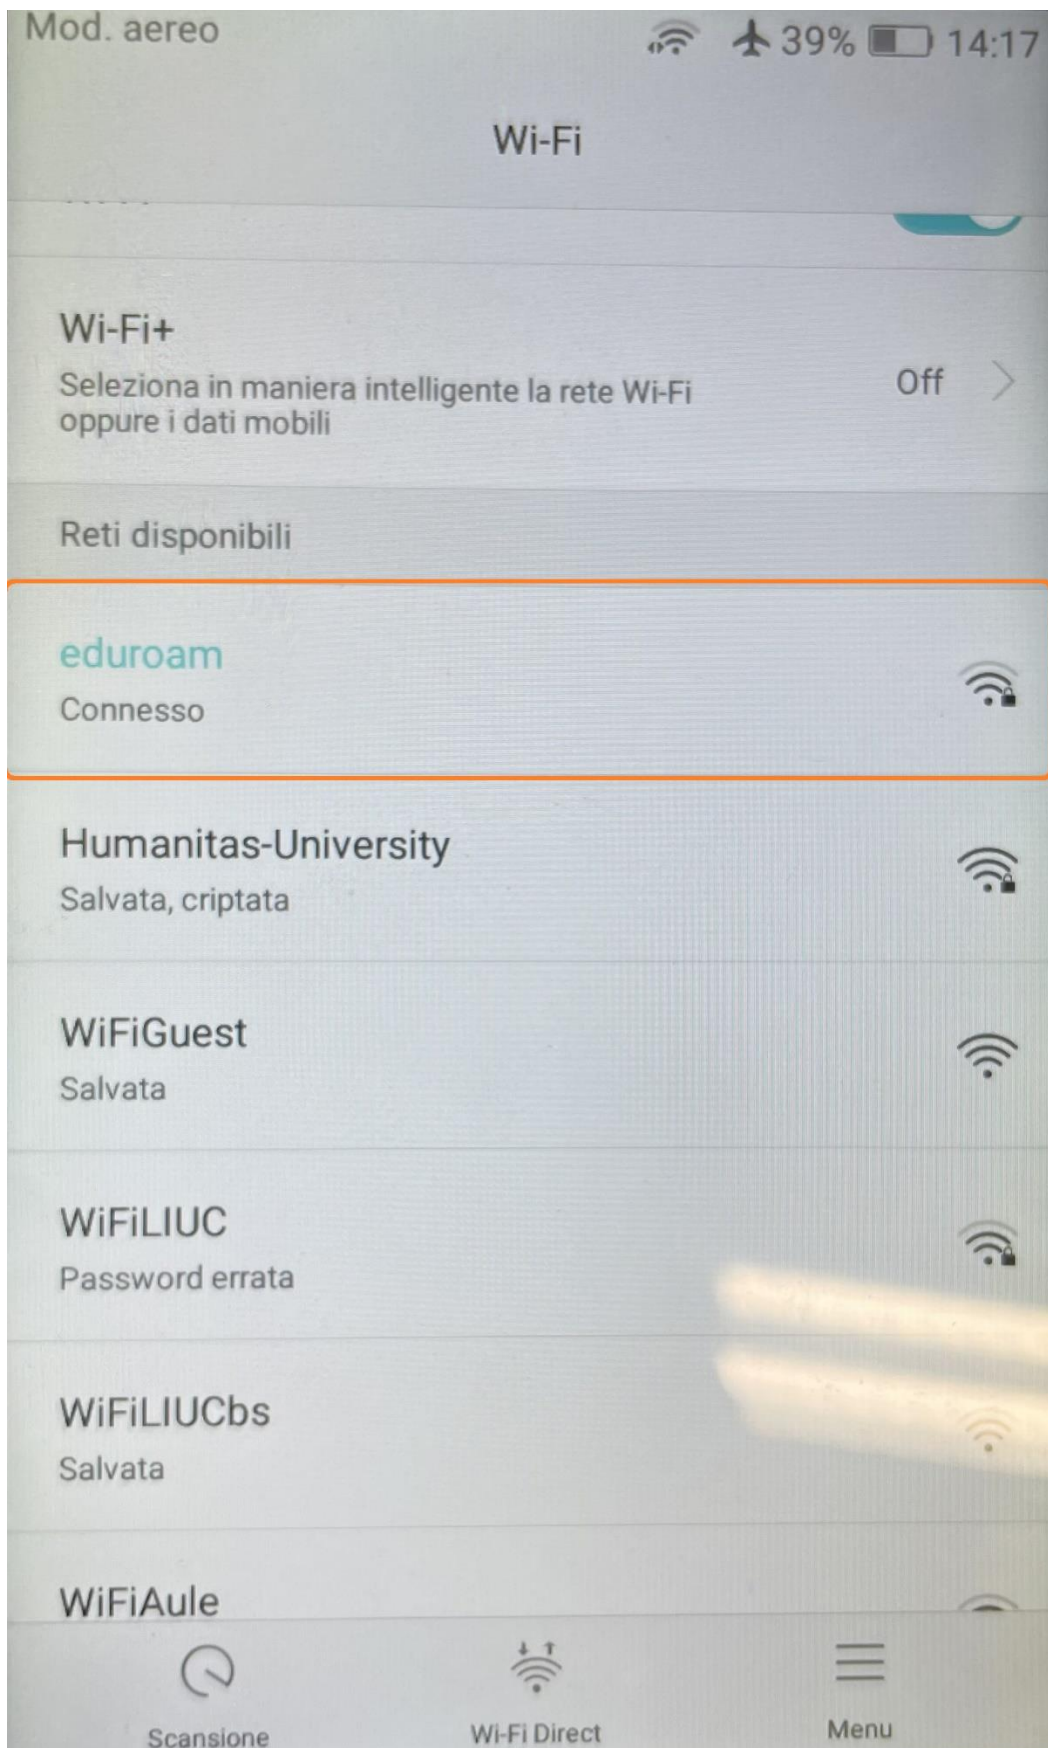 Mod. aereo
39%
14:17
Wi-Fi
Wi-Fi+
Seleziona in maniera intelligente la rete Wi-Fi
oppure i dati mobili
Off
Reti disponibili
eduroam
Connesso
Humanitas-University
Salvata, criptata
WiFiGuest
Salvata
WiFiLIUC
Password errata
WiFiLIUCbs
Salvata
WiFiAule
Scansione
Wi-Fi Direct
Menu